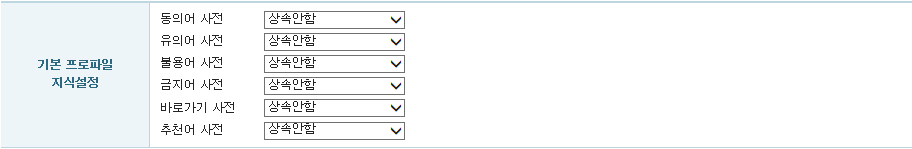 기본 프로파일
지식설정
동의어 사전 상속안함
유의어 사전 상속안함
불용어 사전 상속안함
금지어 사전 상속안함
바로가기 사전 상속안함
추천어 사전 상속안함